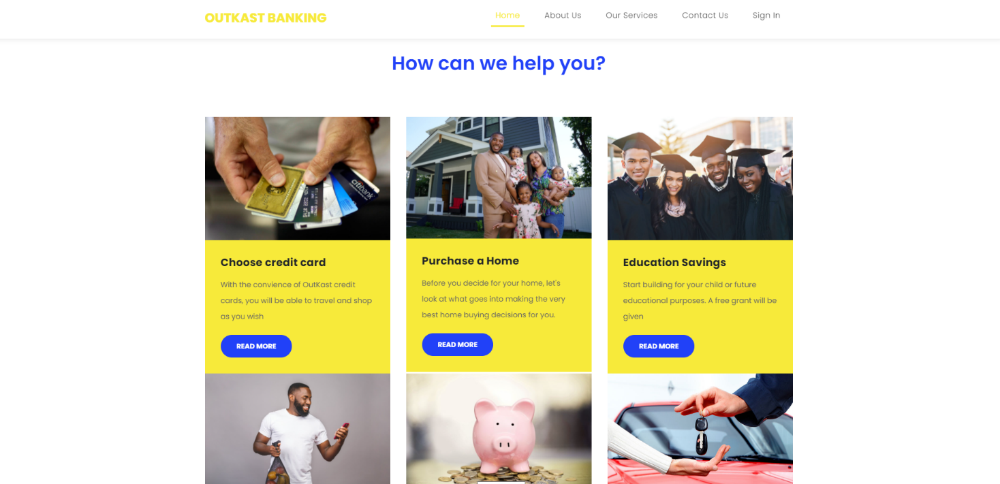 OUTKAST BANKING
Home
About Us
Our Services
Contact Us
Sign In
How can we help you?
citibank
Choose credit card
With the convience of OutKast credit
cards, you will be able to travel and shop
as you wish
READ MORE
Purchase a Home
Before you decide for your home, let's
look at what goes into making the very
best home buying decisions for you.
READ MORE
Education Savings
Start building for your child or future
educational purposes. A free grant will be
given
READ MORE